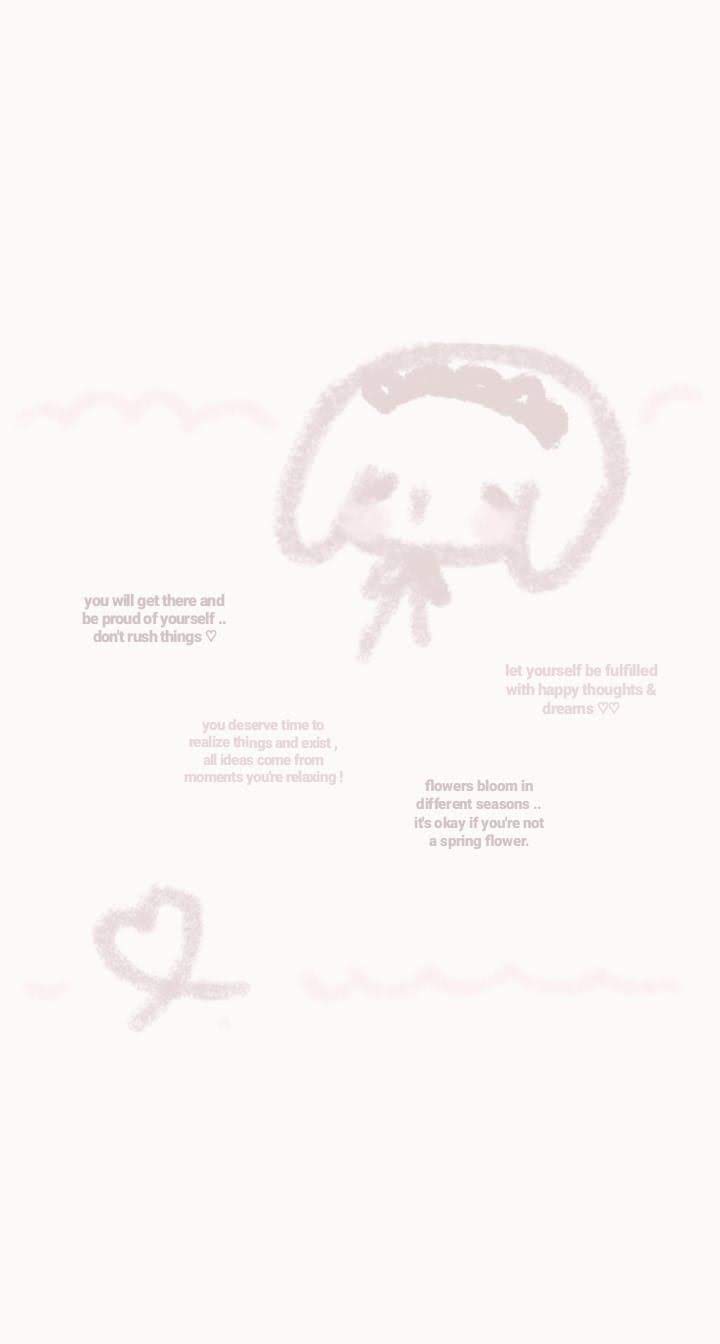 you will get there and
be proud of yourself ..
don't rush things ♡
let yourself be fulfilled
with happy thoughts &
dreams ♡♡
you deserve time to
realize things and exist ,
all ideas come from
moments you're relaxing !
flowers bloom in
different seasons ..
it's okay if you're not
a spring flower.